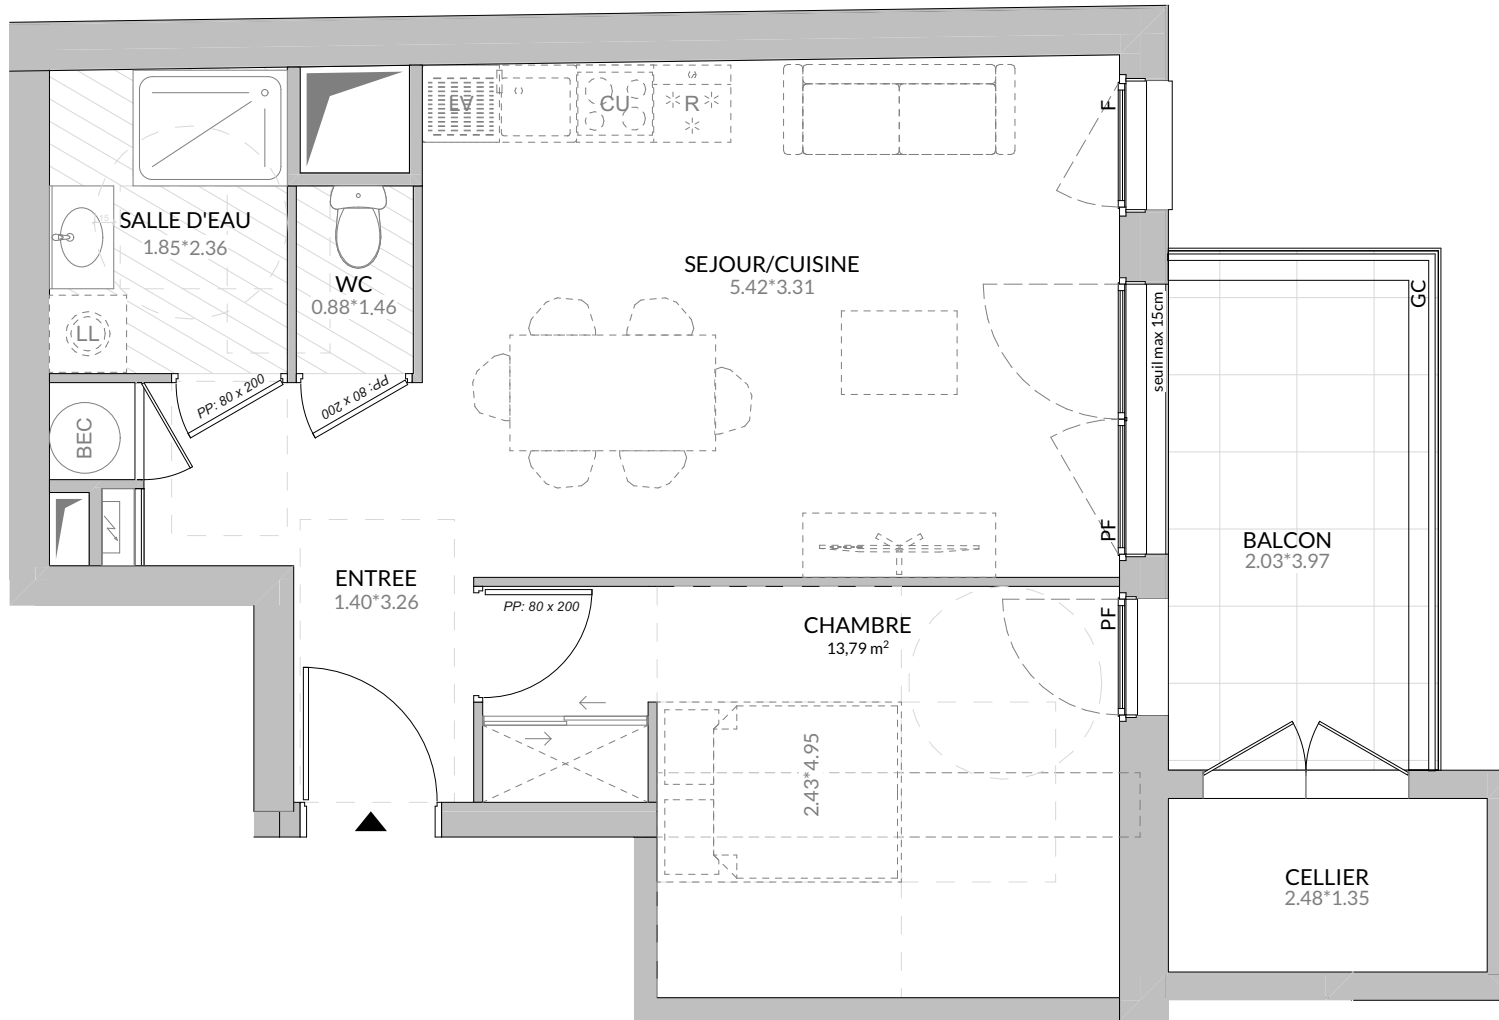 LV
CU
R
F
SALLE D'EAU
1.85*2.36
WC
0.88*1.46
SEJOUR/CUISINE
5.42*3.31
LL
GC
seuil max 15cm
PP: 80 x 200
PP: 80 x 200
BEC
PF
BALCON
2.03*3.97
ENTREE
1.40*3.26
PP: 80 x 200
CHAMBRE
13,79 m²
PF
2.43*4.95
CELLIER
2.48*1.35